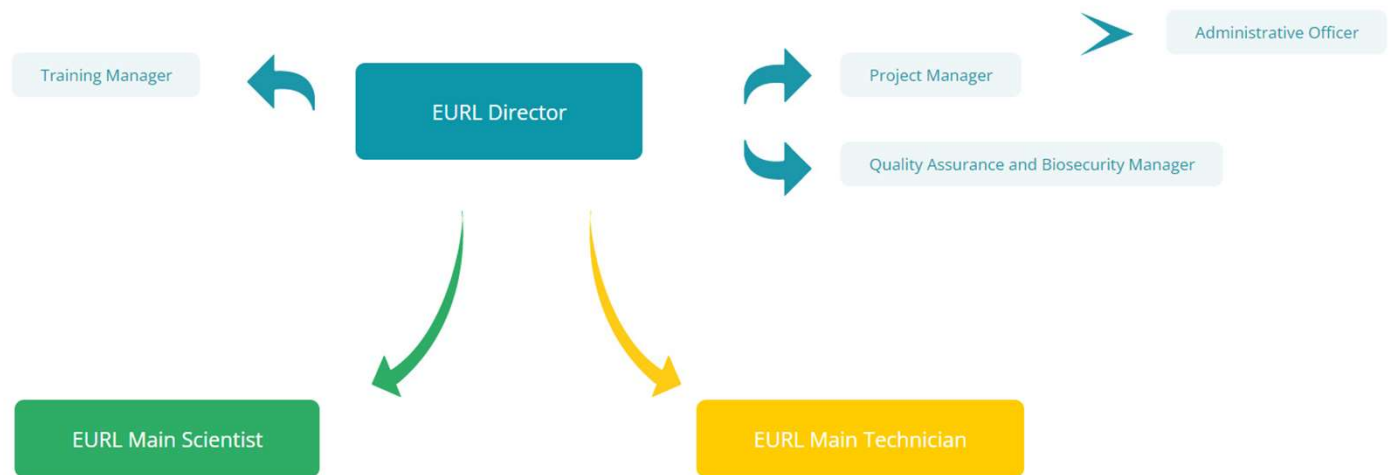 Administrative Officer
Training Manager
EURL Director
Project Manager
Quality Assurance and Biosecurity Manager
EURL Main Scientist
EURL Main Technician